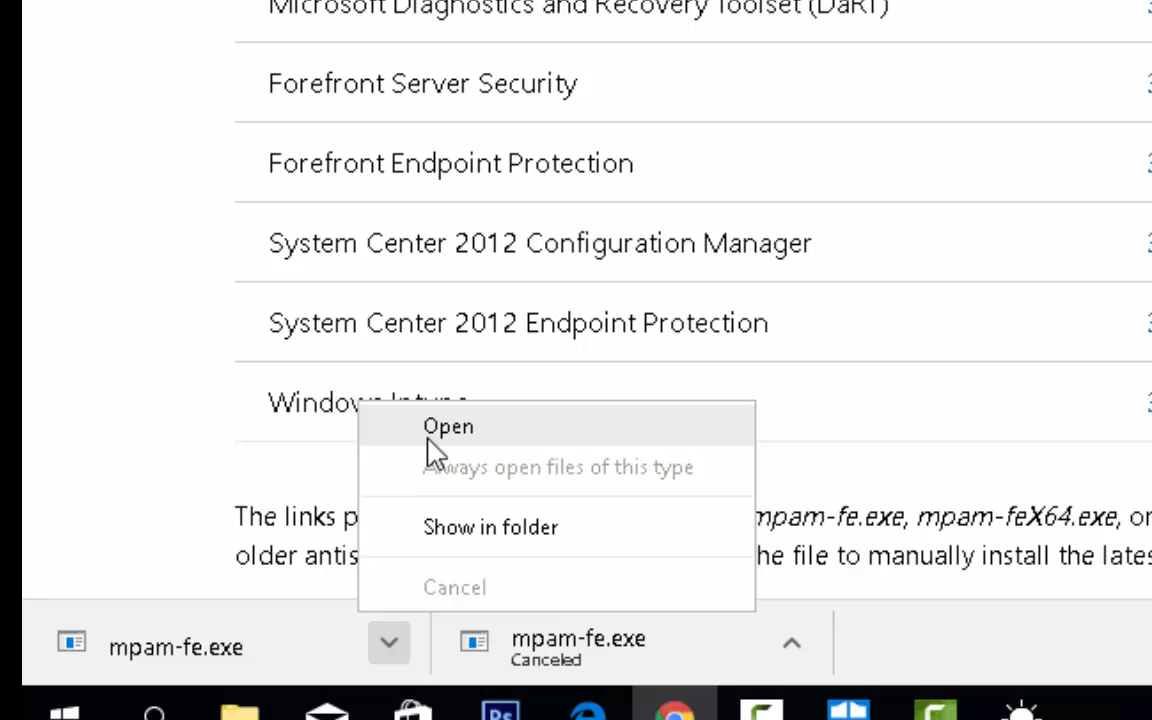 Microsoft Diagnostics and Recovery Toolset (DaRT)
Forefront Server Security
Forefront Endpoint Protection
System Center 2012 Configuration Manager
System Center 2012 Endpoint Protection
Windows Intune
Open
Always open files of this type
Show in folder
Cancel
The links mpam-fe.exe, mpam-feX64.exe, or
older antis he file to manually install the lates
mpam-fe.exe
mpam-fe.exe
Canceled
Ps